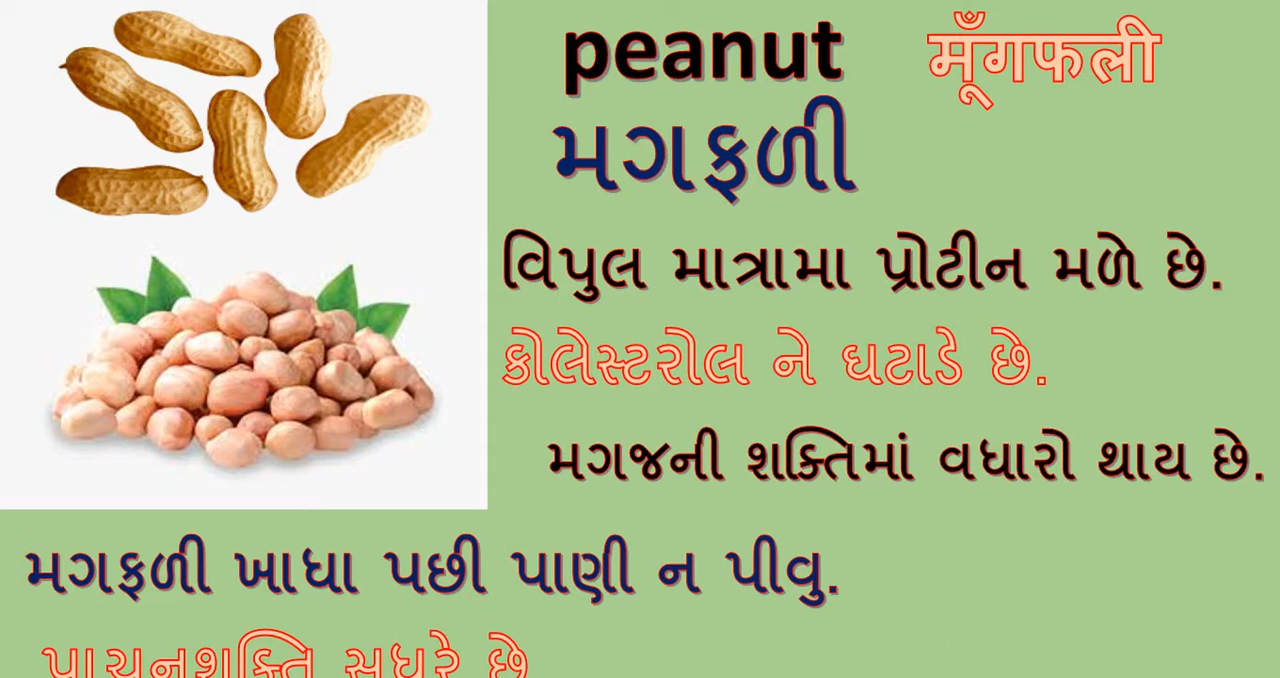 peanut मूँगफली
મગફળી
વિપુલ માત્રામા પ્રોટીન મળે છે.
કોલેસ્ટરોલ ને ઘટાડે છે.
મગજની શક્તિમાં વધારો થાય છે.
મગફળી ખાધા પછી પાણી ન પીવુ.
પાચનશક્તિ સુધરે છે